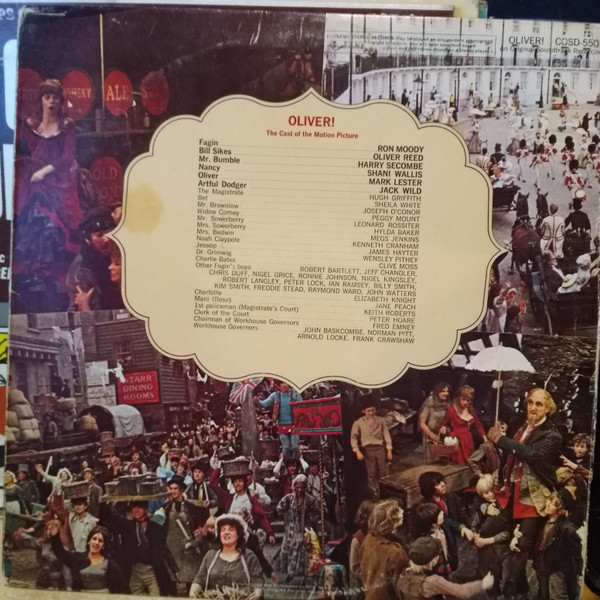 OLIVER! COSD-550
OLIVER!
The Cast of the Motion Picture
Fagin RON MOODY
Bill Sikes OLIVER REED
Mr. Bumble HARRY SECOMBE
Nancy SHANI WALLIS
Oliver MARK LESTER
Artful Dodger JACK WILD
The Magistrate HUGH GRIFFITH
Bet SHEILA WHITE
Mr. Brownlow JOSEPH O'CONOR
Widow Corney PEGGY MOUNT
Mr. Sowerberry LEONARD ROSSITER
Mrs. Sowerberry HYLDA BAKER
Mrs. Bedwin MEGS JENKINS
Noah Claypole KENNETH CRANHAM
Jessop JAMES HAYTER
Dr. Grimwig WENSLEY PITHEY
Charlie Bates CLIVE MOSS
Other Fagin's boys ROBERT BARTLETT, JEFF CHANDLER,
CHRIS DUFF, NIGEL GRICE, RONNIE JOHNSON, NIGEL KINGSLEY,
ROBERT LANGLEY, PETER LOCK, IAN RAMSEY, BILLY SMITH,
KIM SMITH, FREDDIE STEAD, RAYMOND WARD, JOHN WATTERS
Charlotte ELIZABETH KNIGHT
Maid (Rose) JANE PEACH
1st policeman (Magistrate's Court) KEITH ROBERTS
Clerk of the Court PETER HOARE
Chairman of Workhouse Governors FRED EMNEY
Workhouse Governors JOHN BASKCOMBE, NORMAN PITT,
ARNOLD LOCKE, FRANK CRAWSHAW
STARR
DINING
ROOMS